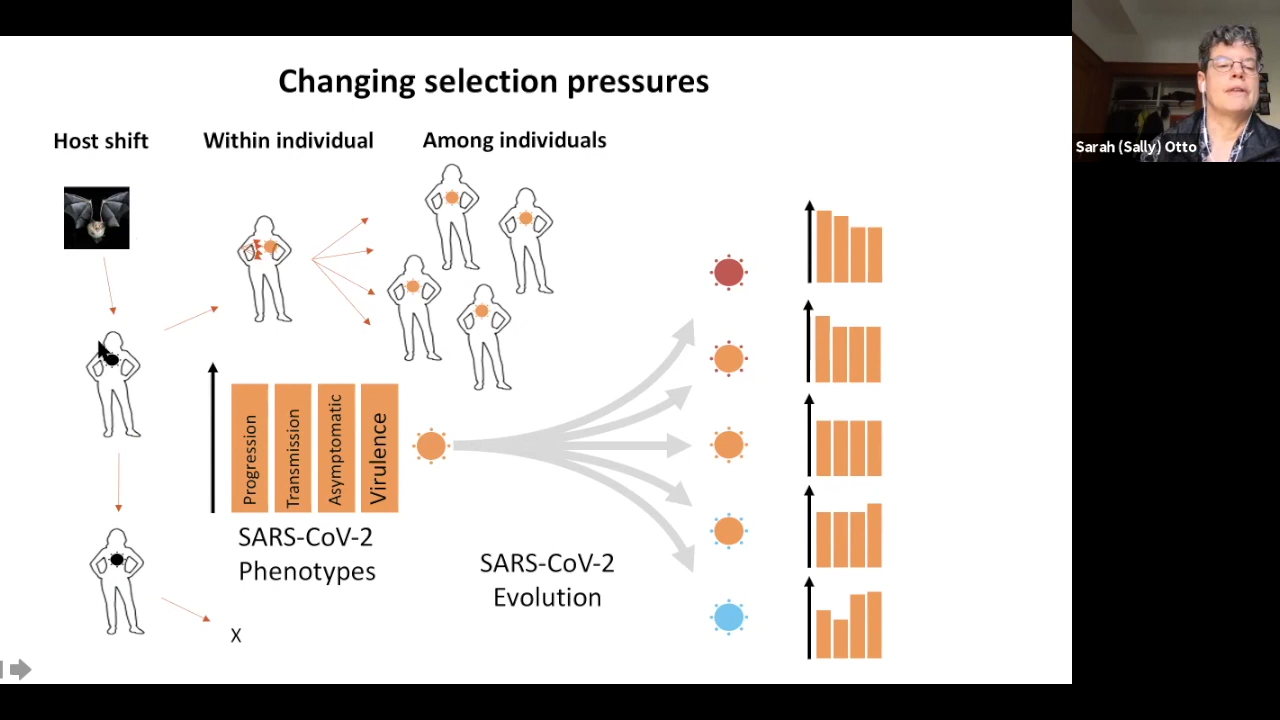 Changing selection pressures
Host shift
Within individual
Among individuals
Sarah (Sally) Otto
Progression
Transmission
Asymptomatic
Virulence
SARS-CoV-2
Phenotypes
SARS-CoV-2
Evolution
X